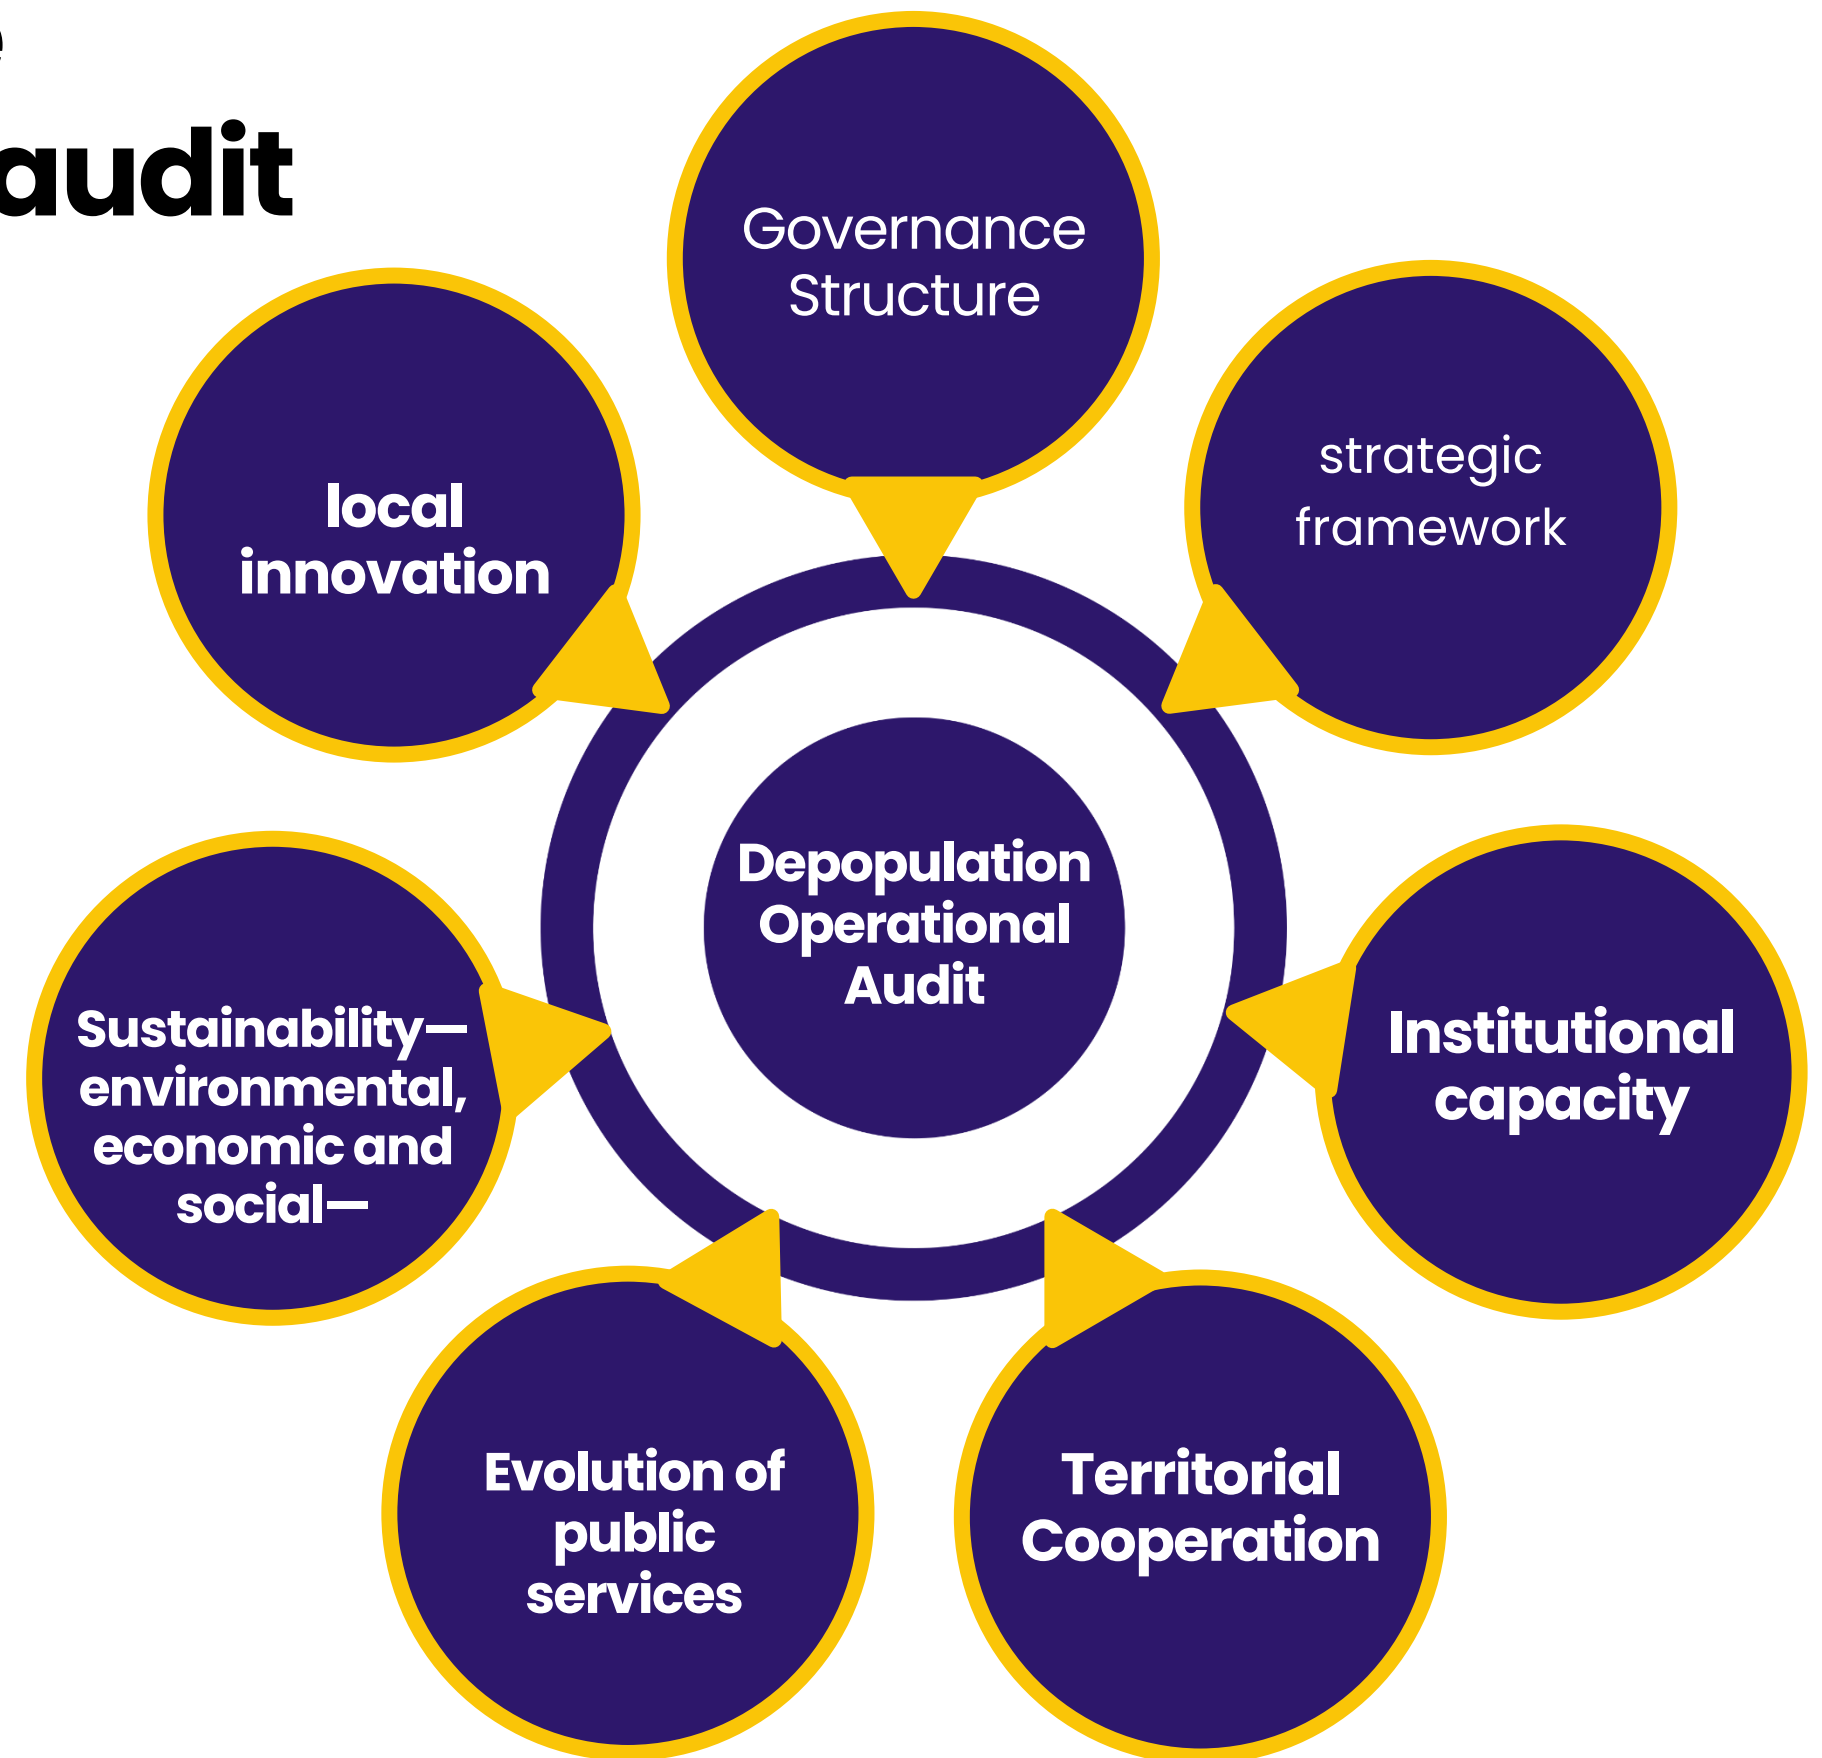 audit
Governance
Structure
strategic
framework
local
innovation
Depopulation
Operational
Audit
Sustainability—
environmental,
economic and
social—
Institutional
capacity
Evolution of
public
services
Territorial
Cooperation